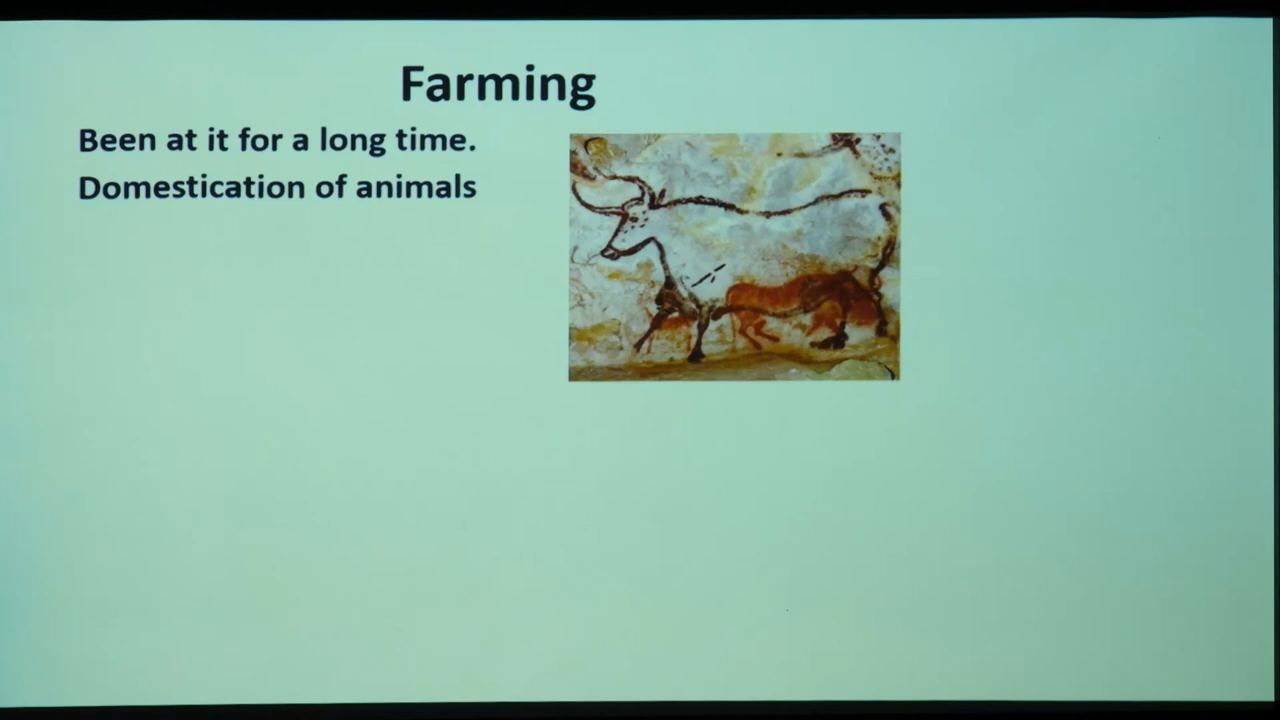 Farming
Been at it for a long time.
Domestication of animals